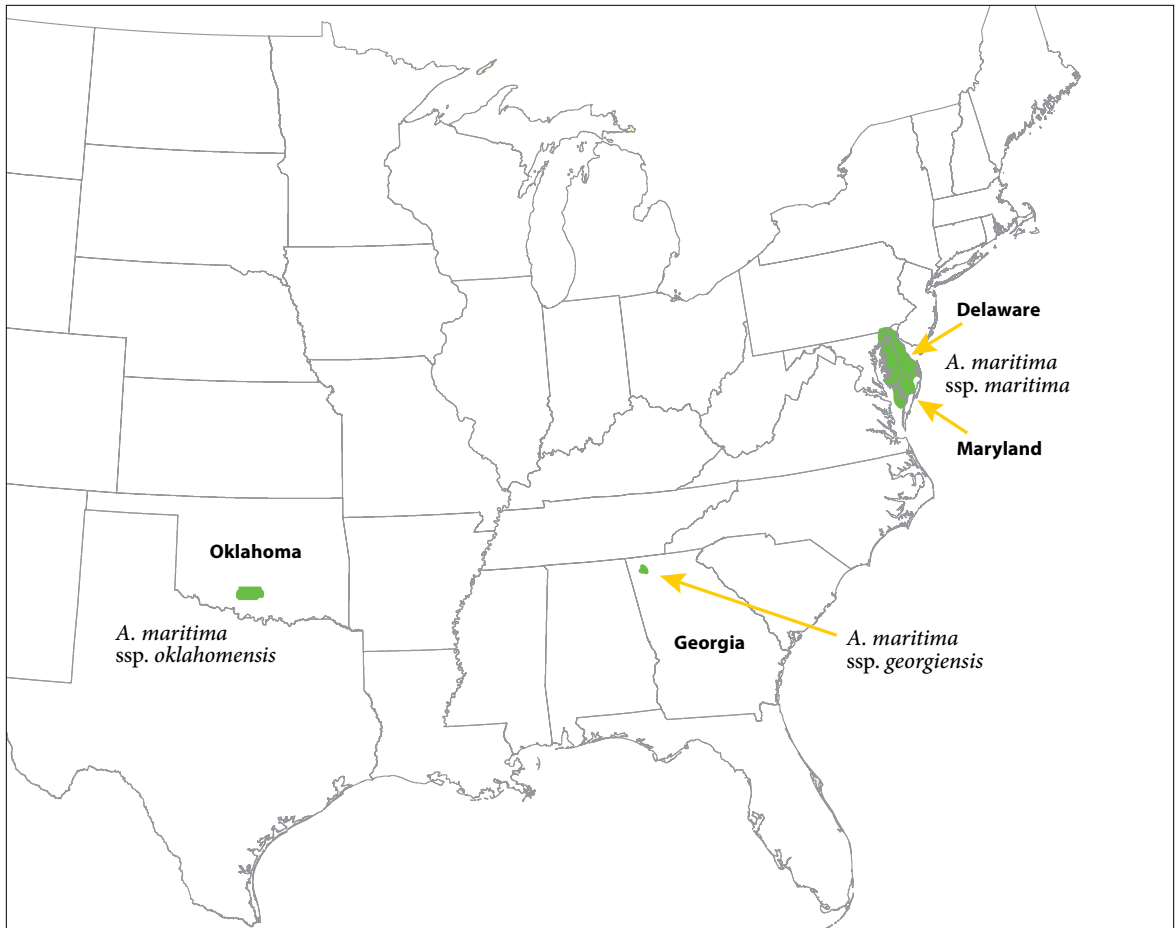 Delaware
A. maritima
ssp. maritima
Maryland
Oklahoma
A. maritima
ssp. oklahomensis
Georgia
A. maritima
ssp. georgiensis